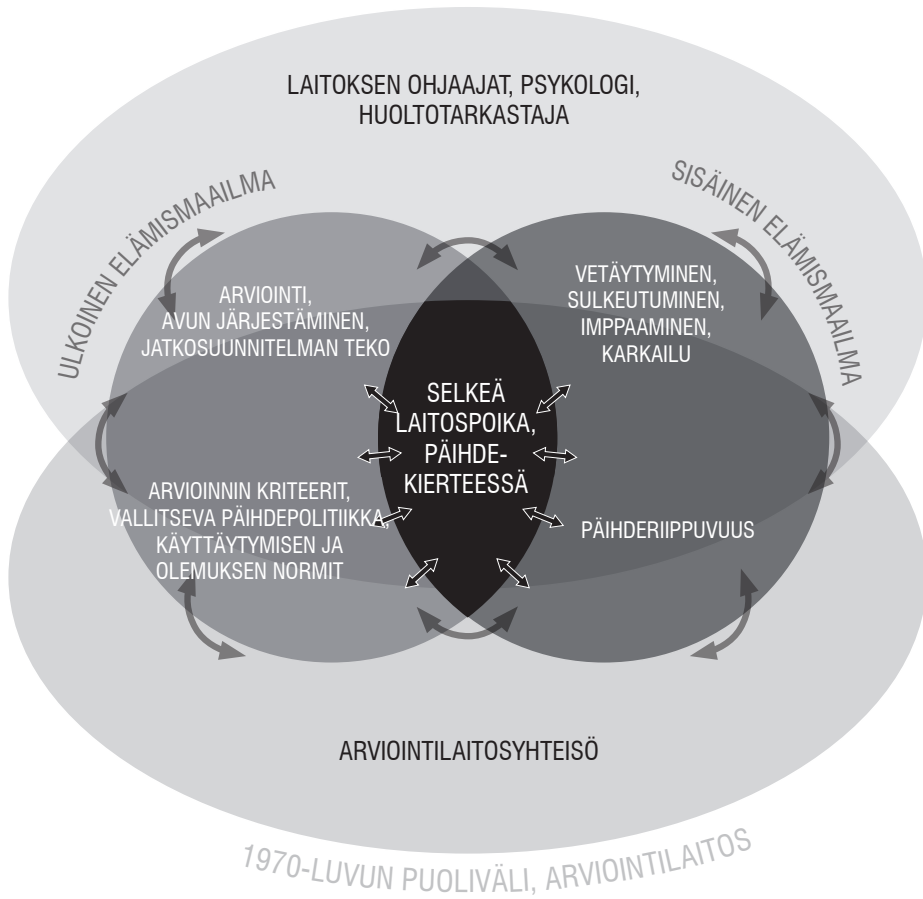 LAITOKSEN OHJAAJAT, PSYKOLOGI,
HUOLTOTARKASTAJA
ULKOINEN ELÄMISMAAILMA
SISÄINEN ELÄMISMAAILMA
ARVIOINTI,
AVUN JÄRJESTÄMINEN,
JATKOSUUNNITELMAN TEKO
VETÄYTYMINEN,
SULKEUTUMINEN,
IMPPAAMINEN,
KARKAILU
SELKEÄ
LAITOSPOIKA,
PÄIHDE-
KIERTEESSÄ
ARVIOINNIN KRITEERIT,
VALLITSEVA PÄIHDEPOLITIIKKA,
KÄYTTÄYTYMISEN JA
OLEMUKSEN NORMIT
PÄIHDERIIPPUVUUS
ARVIOINTILAITOSYHTEISÖ
1970-LUVUN PUOLIVÄLI, ARVIOINTILAITOS